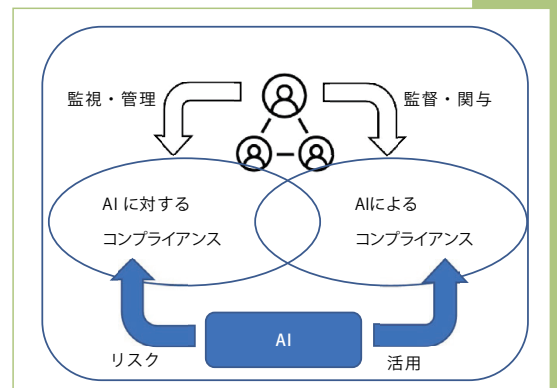 監視・管理
監督・関与
AI に対する
コンプライアンス
AIによる
コンプライアンス
AI
リスク
活用